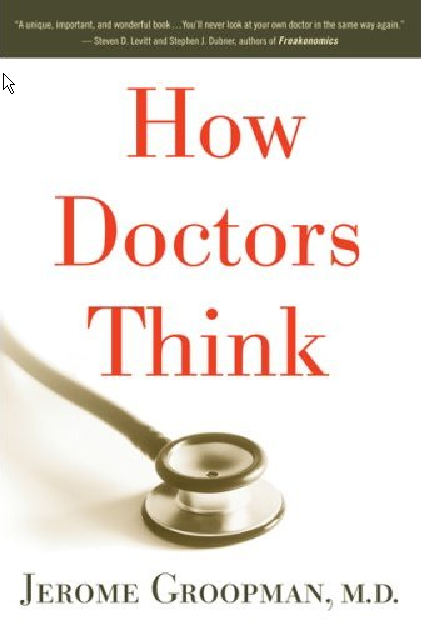 "A unique, important, and wonderful book ... You'll never look at your own doctor in the same way again."
— Steven D. Levitt and Stephen J. Dubner, authors of Freakonomics
How
Doctors
Think
JEROME GROOPMAN, M.D.